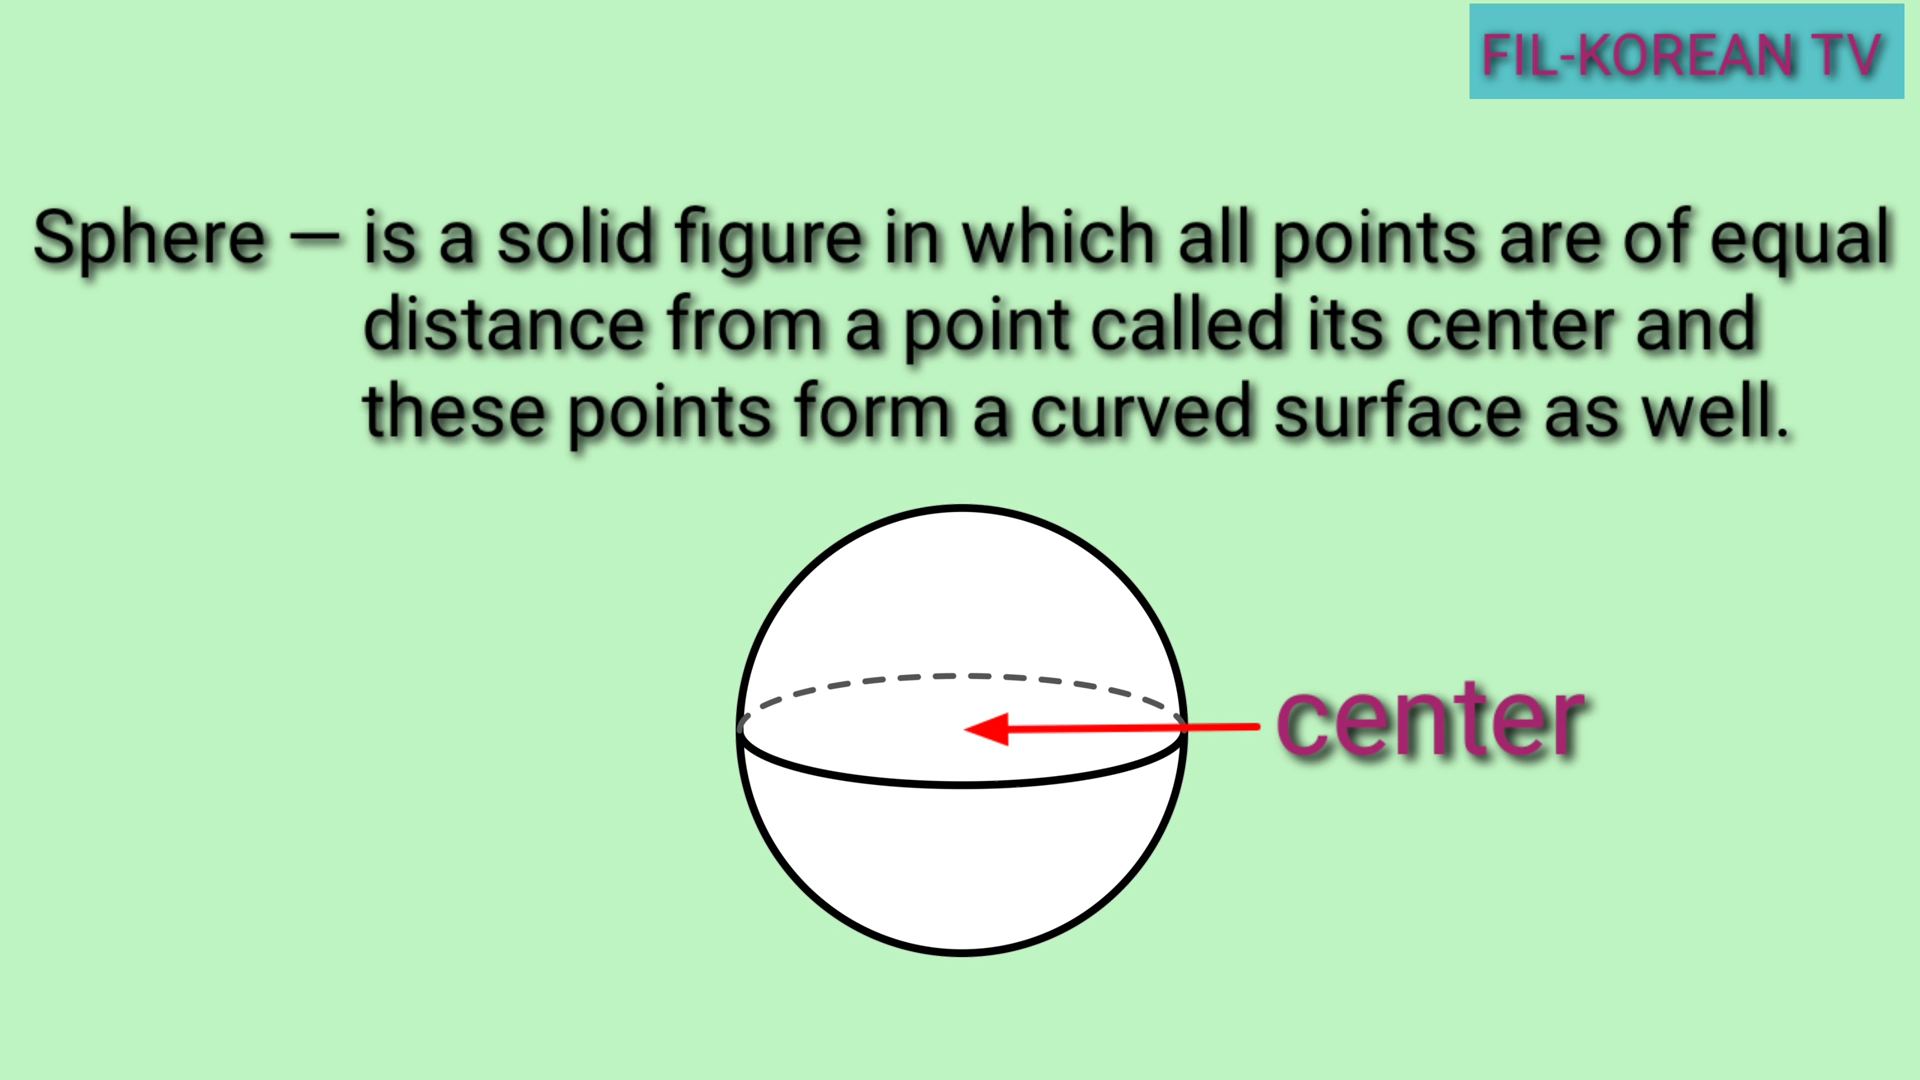 FIL-KOREAN TV
Sphere — is a solid figure in which all points are of equal
distance from a point called its center and
these points form a curved surface as well.
center